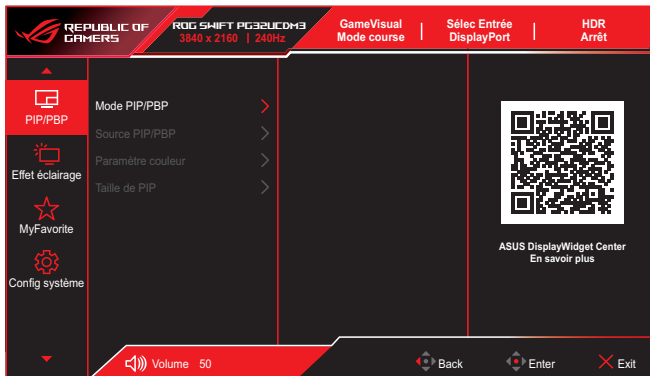 REPUBLIC OF
GAMERS
ROG SWIFT PG32UCDM3
3840 x 2160 | 240Hz
GameVisual
Mode course
Sélec Entrée
DisplayPort
HDR
Arrêt
PIP/PBP
Effet éclairage
MyFavorite
Config système
Mode PIP/PBP
Source PIP/PBP
Paramètre couleur
Taille de PIP
ASUS DisplayWidget Center
En savoir plus
Volume 50
Back
Enter
Exit